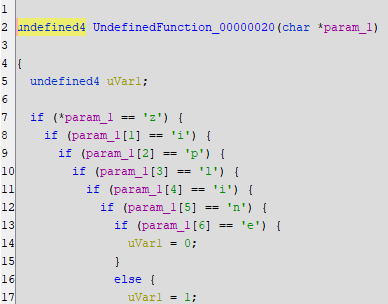 1
2 undefined4 UndefinedFunction_00000020(char *param_1)
3
4 {
5 undefined4 uVar1;
6
7 if (*param_1 == 'z') {
8 if (param_1[1] == 'i') {
9 if (param_1[2] == 'p') {
10 if (param_1[3] == 'l') {
11 if (param_1[4] == 'i') {
12 if (param_1[5] == 'n') {
13 if (param_1[6] == 'e') {
14 uVar1 = 0;
15 }
16 else {
17 uVar1 = 1;